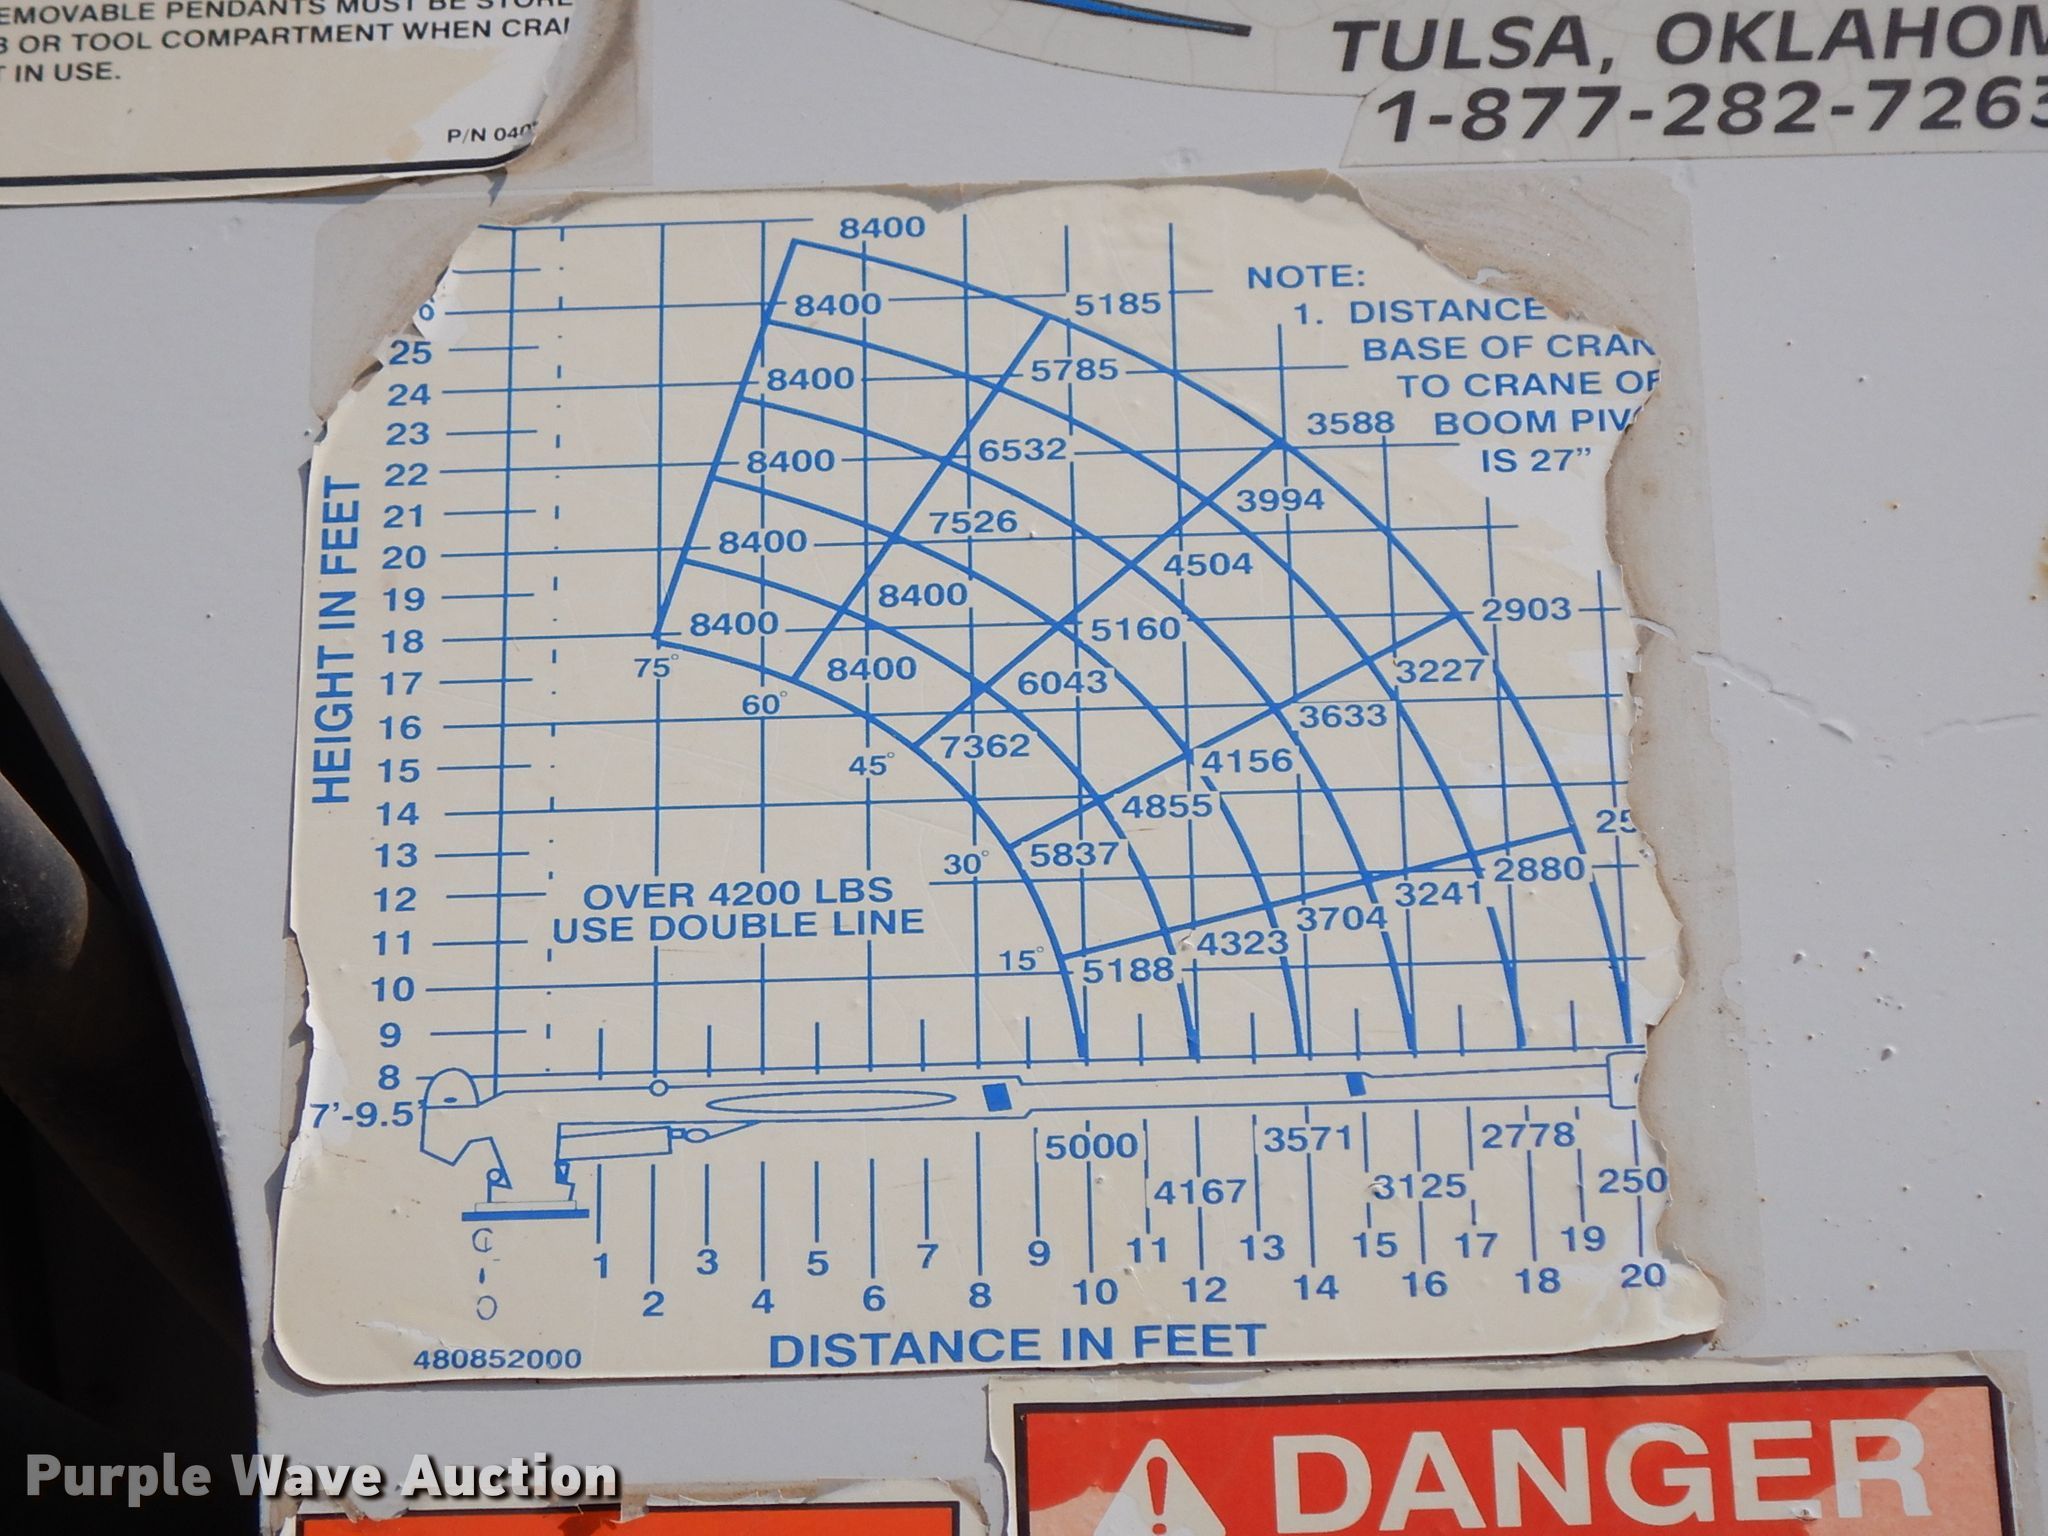 EMOVABLE PENDANTS MUST BE STORE
B OR TOOL COMPARTMENT WHEN CRA
T IN USE.
P/N 040
TULSA, OKLAHOM
1-877-282-7263
8400
NOTE:
1. DISTANCE
BASE OF CRAN
TO CRANE OF
BOOM PIV
IS 27"
8400 5185
8400 5785
8400 6532 3588
8400 7526 3994
8400 8400 4504
8400 5160 2903
6043 3227
7362 3633
4156
4855
5837
25
2880
3241
3704
4323
5188
75°
60°
45°
30°
15°
HEIGHT IN FEET
0
25
24
23
22
21
20
19
18
17
16
15
14
13
12
11
10
9
8
7'-9.5"
OVER 4200 LBS
USE DOUBLE LINE
5000 3571 2778
4167 3125 250
1 3 5 7 9 11 13 15 17 19
2 4 6 8 10 12 14 16 18 20
DISTANCE IN FEET
480852000
DANGER
Purple Wave Auction